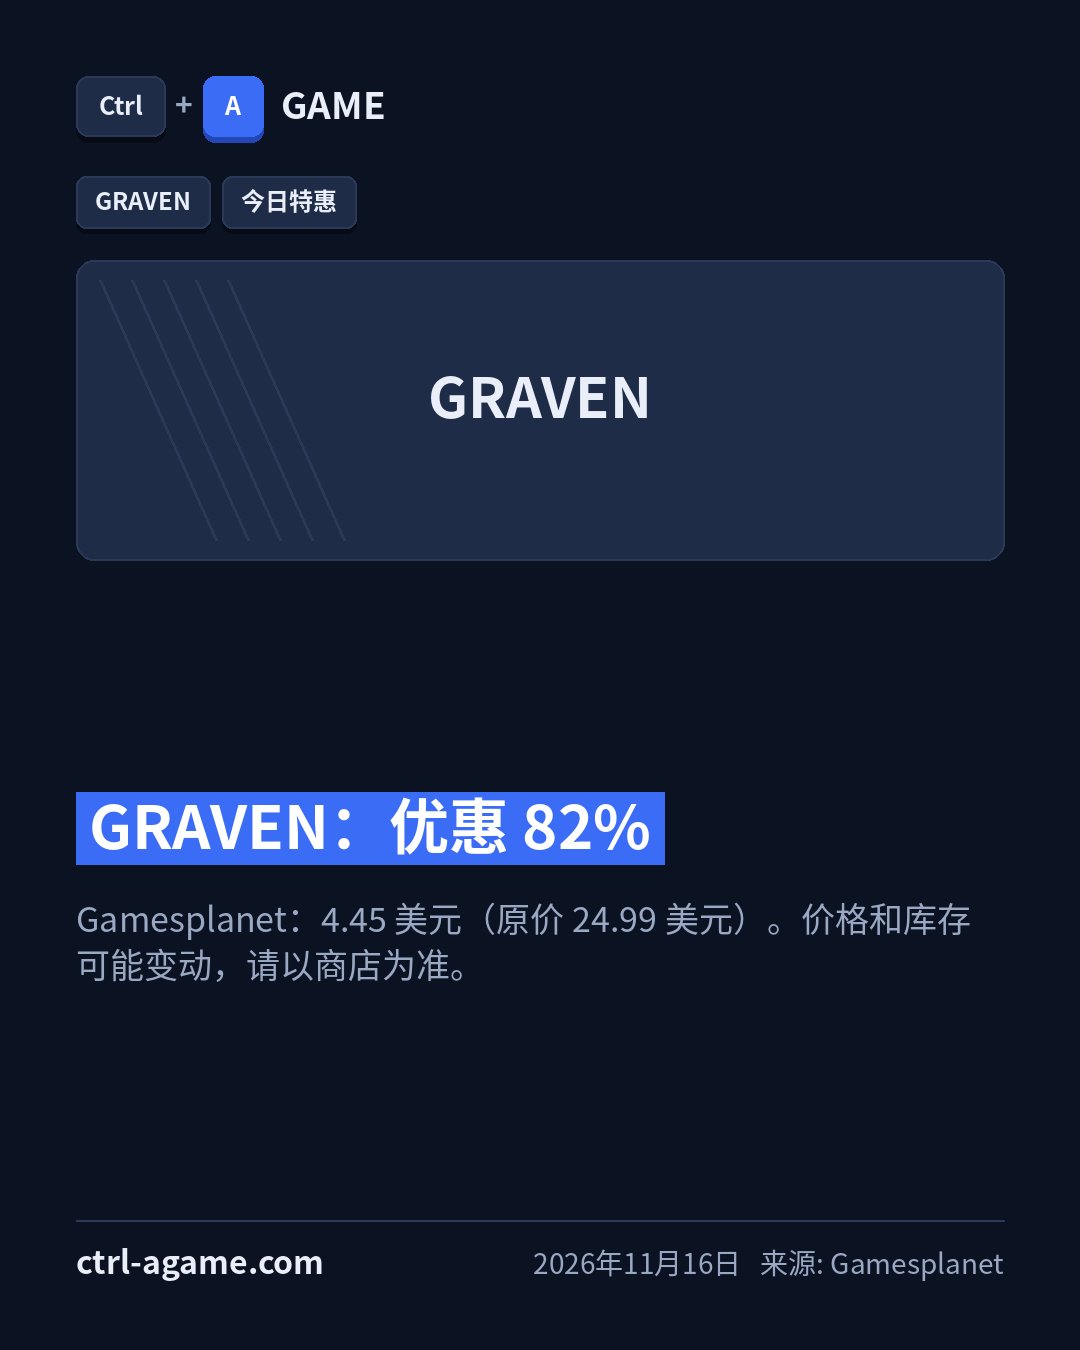 Ctrl + A GAME
GRAVEN 今日特惠
GRAVEN
GRAVEN：优惠 82%
Gamesplanet：4.45 美元（原价 24.99 美元）。价格和库存
可能变动，请以商店为准。
ctrl-agame.com 2026年11月16日 来源: Gamesplanet